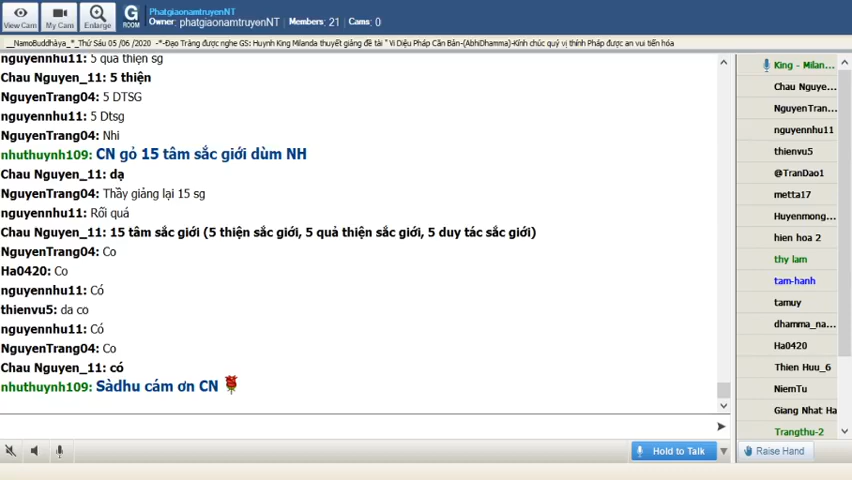 PhatgiaonamtruyenNT
Owner: phatgiaonamtruyenNT Members: 21 Cams: 0
View Cam
My Cam
Enlarge
G
ROOM
__NamoBuddhàya_*_Thứ Sáu 05 /06 /2020 -*-Đạo Tràng được nghe GS: Huynh King Milanda thuyết giảng đề tài " Vi Diệu Pháp Căn Bản-(AbhiDhamma)-Kính chúc quý vị thính Pháp được an vui tiến hóa
nguyennhu11: 5 quả thiện sg
Chau Nguyen_11: 5 thiện
NguyenTrang04: 5 DTSG
nguyennhu11: 5 Dtsg
NguyenTrang04: Nhi
nhuthuynh109: CN gỏ 15 tâm sắc giới dùm NH
Chau Nguyen_11: dạ
NguyenTrang04: Thầy giảng lại 15 sg
nguyennhu11: Rối quá
Chau Nguyen_11: 15 tâm sắc giới (5 thiện sắc giới, 5 quả thiện sắc giới, 5 duy tác sắc giới)
NguyenTrang04: Co
Ha0420: Co
nguyennhu11: Có
thienvu5: da co
nguyennhu11: Có
NguyenTrang04: Co
Chau Nguyen_11: có
nhuthuynh109: Sàdhu cám ơn CN
King - Milan...
Chau Nguye...
NguyenTran...
nguyennhu11
thienvu5
@TranDao1
metta17
Huyenmong...
hien hoa 2
thy lam
tam-hanh
tamuy
dhamma_na...
Ha0420
Thien Huu_6
NiemTu
Giang Nhat Ha
Trangthu-2
Hold to Talk
Raise Hand